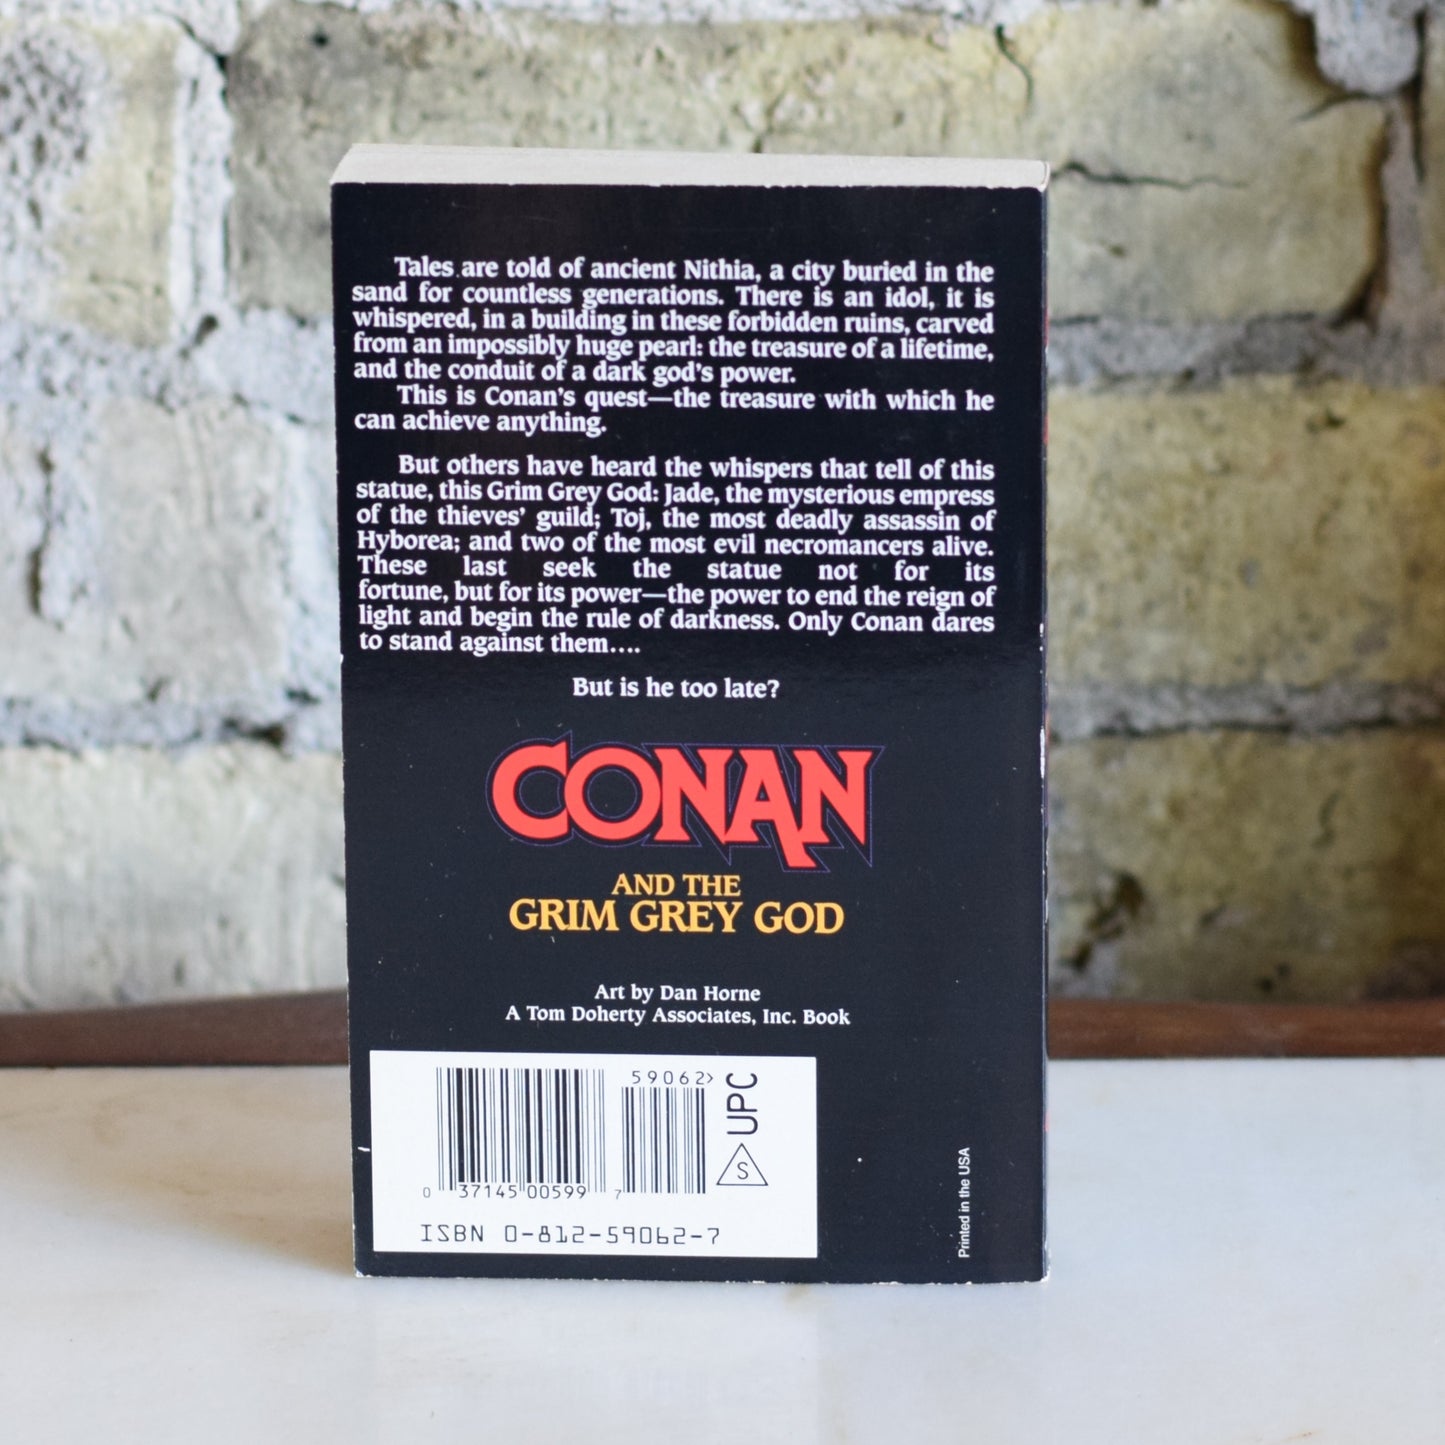 Tales are told of ancient Nithia, a city buried in the
sand for countless generations. There is an idol, it is
whispered, in a building in these forbidden ruins, carved
from an impossibly huge pearl: the treasure of a lifetime,
and the conduit of a dark god's power.
This is Conan's quest—the treasure with which he
can achieve anything.
But others have heard the whispers that tell of this
statue, this Grim Grey God: Jade, the mysterious empress
of the thieves' guild; Toj, the most deadly assassin of
Hyborea; and two of the most evil necromancers alive.
These last seek the statue not for its
fortune, but for its power—the power to end the reign of
light and begin the rule of darkness. Only Conan dares
to stand against them....
But is he too late?
CONAN
AND THE
GRIM GREY GOD
Art by Dan Horne
A Tom Doherty Associates, Inc. Book
59062>
UPC
S
0 37145 00599 7
ISBN 0-812-59062-7
Printed in the USA